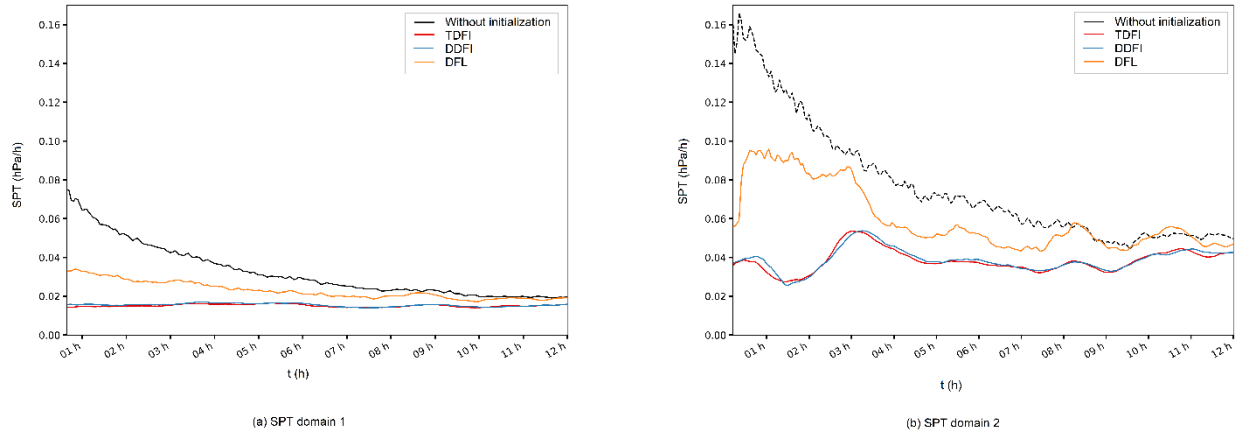 Without initialization
TDFI
DDFI
DFL
0.16
0.14
0.12
0.10
0.08
0.06
0.04
0.02
0.00
SPT (hPa/h)
01 h 02 h 03 h 04 h 05 h 06 h 07 h 08 h 09 h 10 h 11 h 12 h
t (h)
(a) SPT domain 1
Without initialization
TDFI
DDFI
DFL
0.16
0.14
0.12
0.10
0.08
0.06
0.04
0.02
0.00
SPT (hPa/h)
01 h 02 h 03 h 04 h 05 h 06 h 07 h 08 h 09 h 10 h 11 h 12 h
t (h)
(b) SPT domain 2